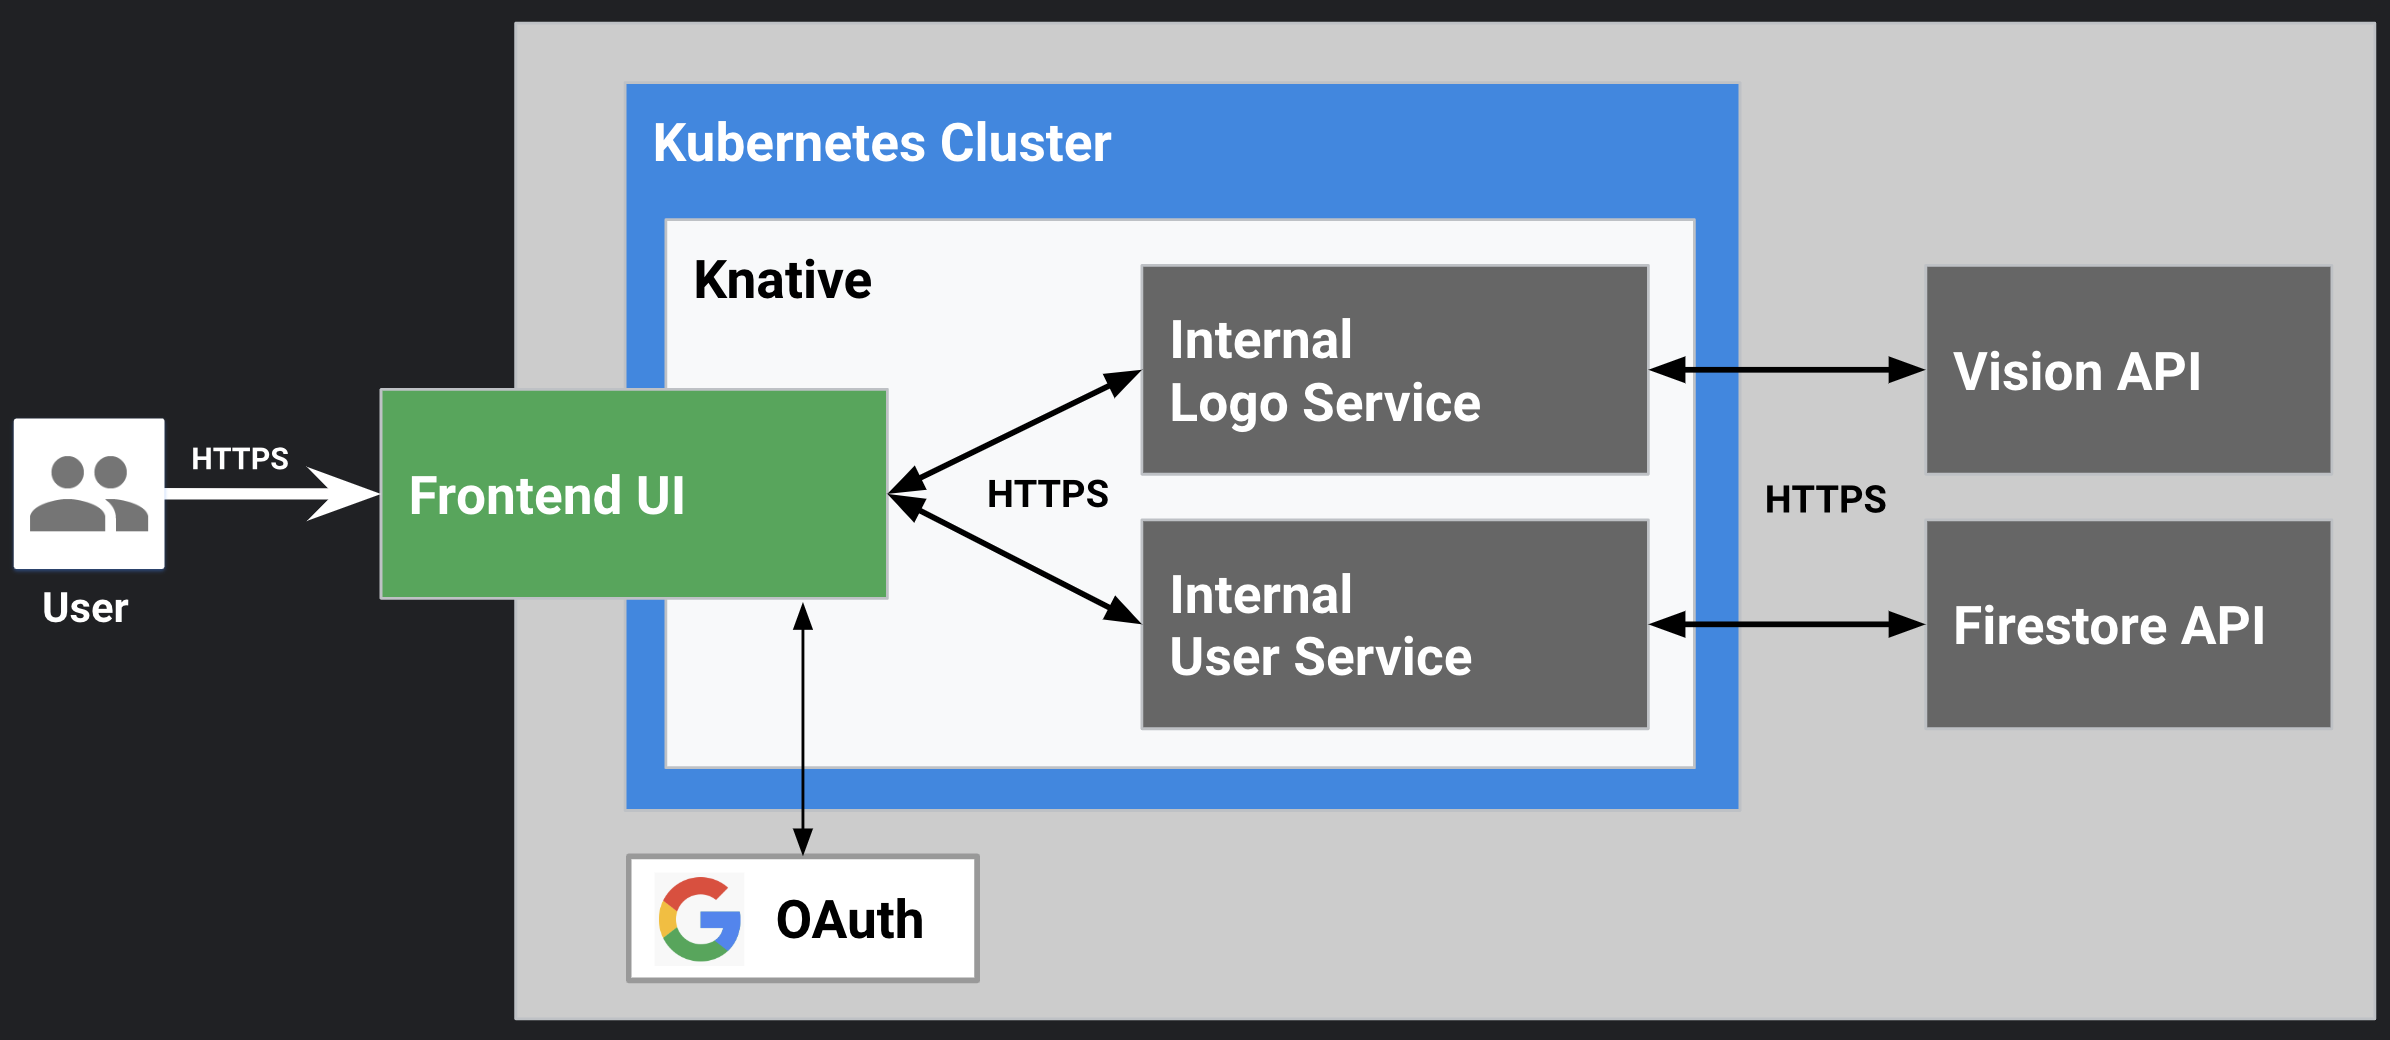 Kubernetes Cluster
Knative
Internal
Logo Service
Vision API
HTTPS
Frontend UI
HTTPS
HTTPS
User
Internal
User Service
Firestore API
OAuth